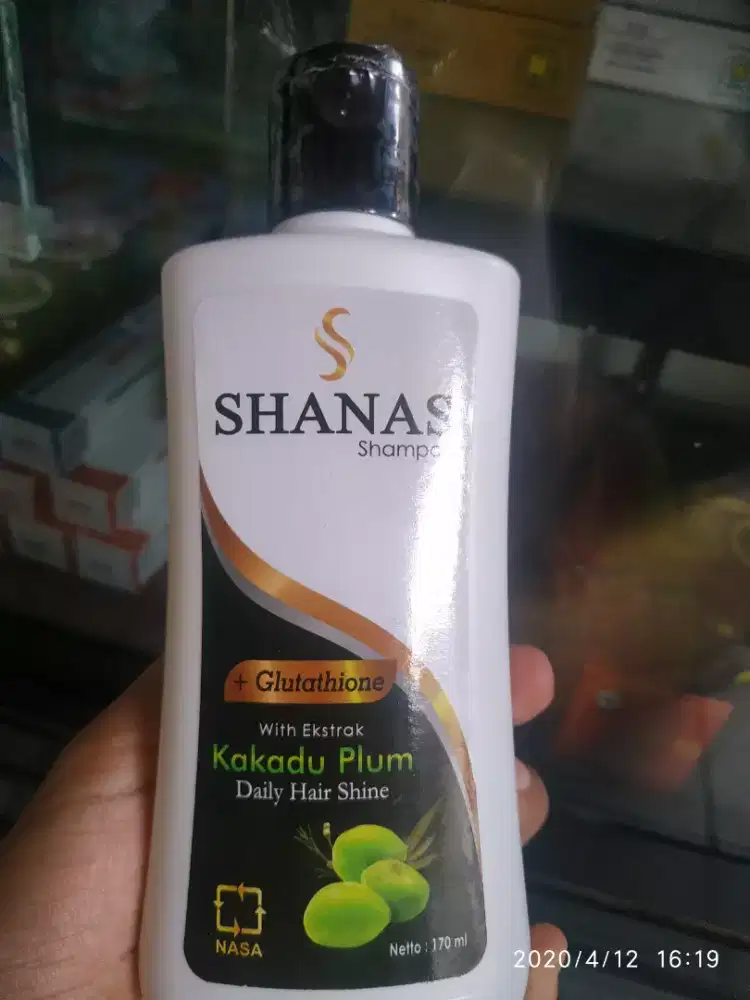 SHANAS
Shampo
+ Glutathione
With Ekstrak
Kakadu Plum
Daily Hair Shine
NASA
Netto : 170 ml
2020/4/12 16:19